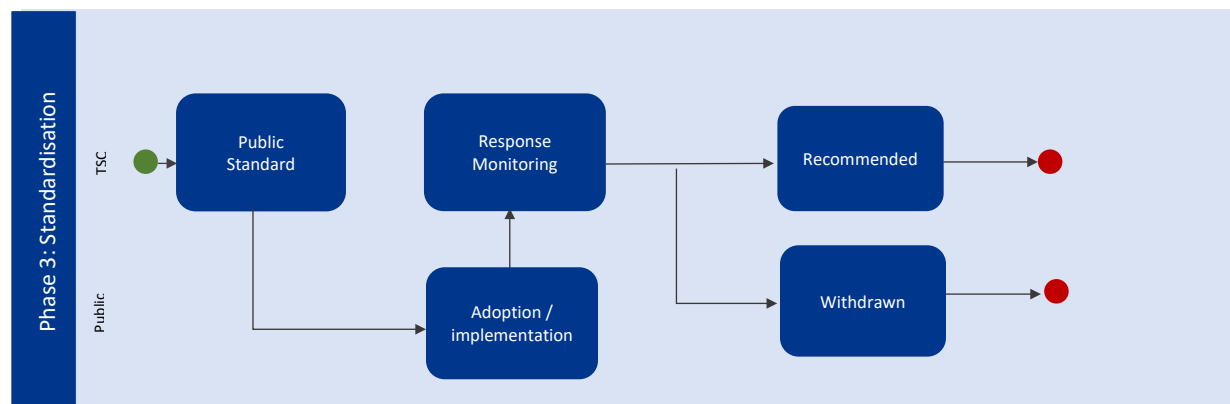 Phase 3: Standardisation
TSC
Public
Standard
Response
Monitoring
Recommended
Public
Adoption /
implementation
Withdrawn